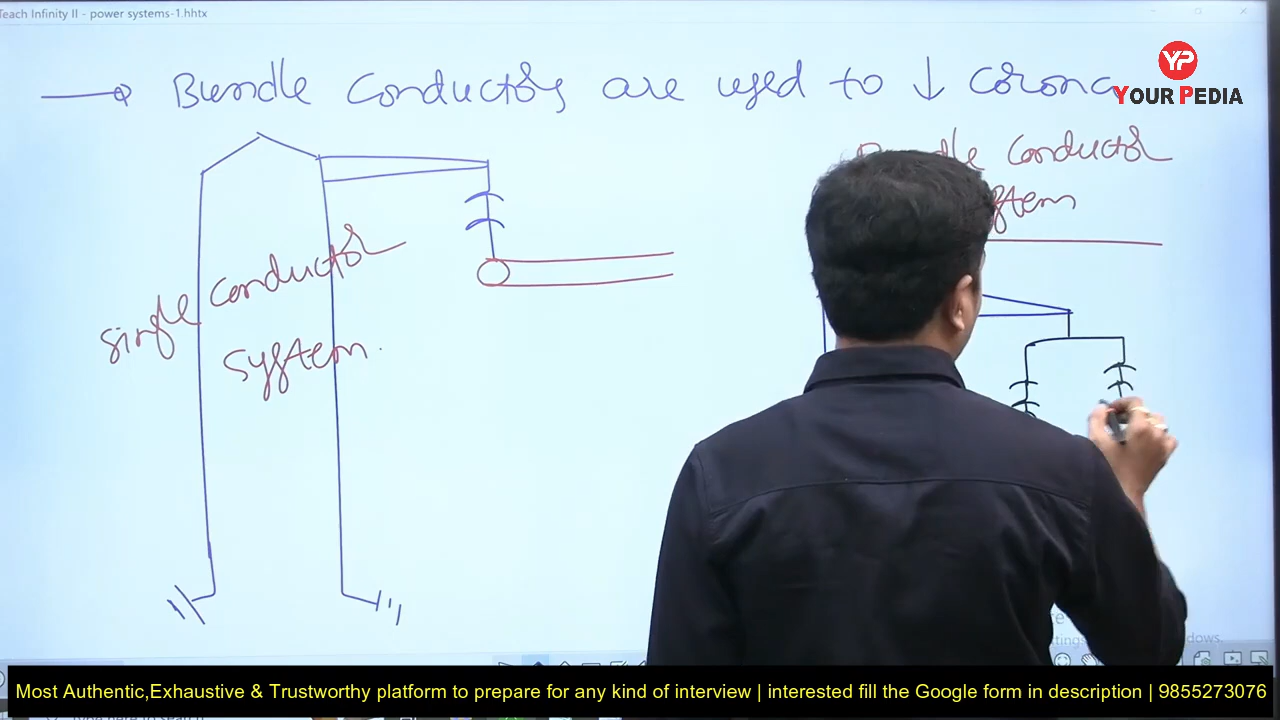 Teach Infinity II - power systems-1.hhtx
→ Bundle Conductors are used to ↓ Corona
YP
YOUR PEDIA
Conductor
single conductor
system.
Most Authentic,Exhaustive & Trustworthy platform to prepare for any kind of interview | interested fill the Google form in description | 9855273076